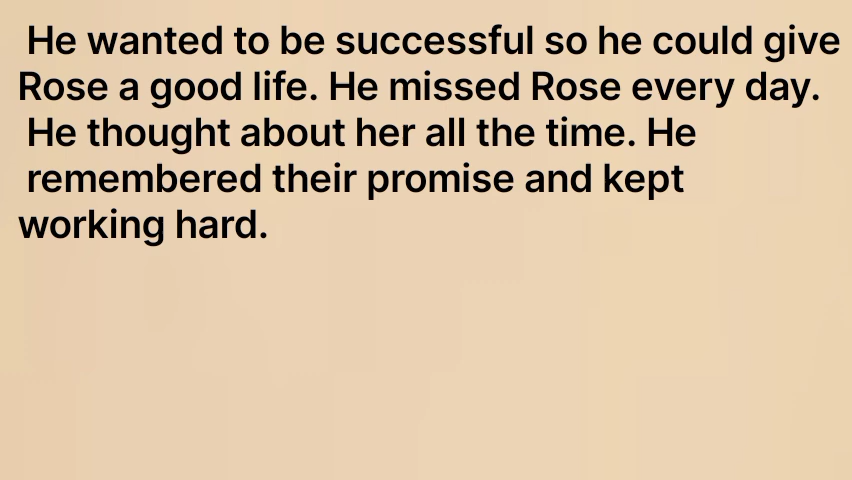 He wanted to be successful so he could give
Rose a good life. He missed Rose every day.
He thought about her all the time. He
remembered their promise and kept
working hard.